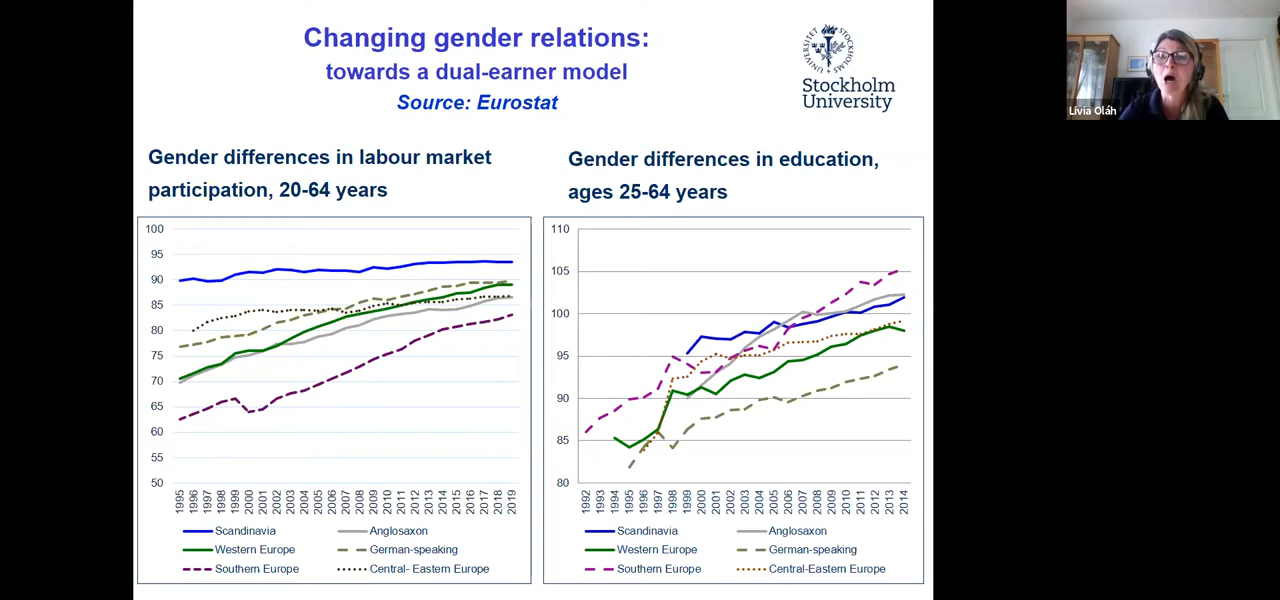 Changing gender relations:
towards a dual-earner model
Source: Eurostat
Stockholm
University
Livia Oláh
Gender differences in labour market
participation, 20-64 years
100
95
90
85
80
75
70
65
60
55
50
1995 1996 1997 1998 1999 2000 2001 2002 2003 2004 2005 2006 2007 2008 2009 2010 2011 2012 2013 2014 2015 2016 2017 2018 2019
Scandinavia Anglosaxon
Western Europe German-speaking
Southern Europe Central- Eastern Europe
Gender differences in education,
ages 25-64 years
110
105
100
95
90
85
80
1992 1993 1994 1995 1996 1997 1998 1999 2000 2001 2002 2003 2004 2005 2006 2007 2008 2009 2010 2011 2012 2013 2014
Scandinavia Anglosaxon
Western Europe German-speaking
Southern Europe Central-Eastern Europe